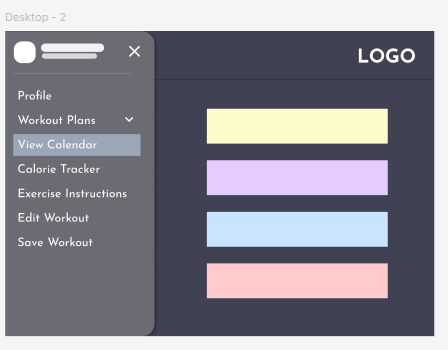 Desktop - 2
LOGO
Profile
Workout Plans
View Calendar
Calorie Tracker
Exercise Instructions
Edit Workout
Save Workout